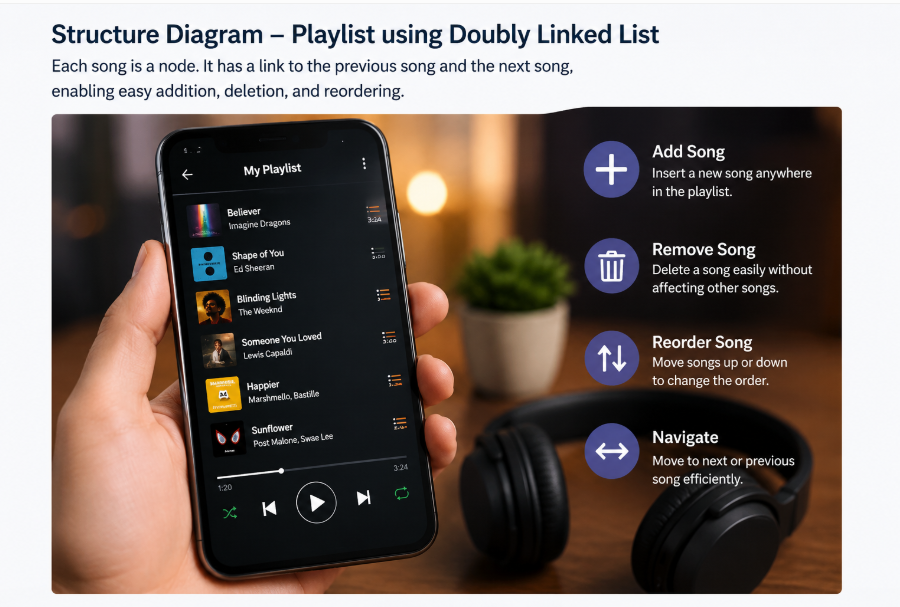 Structure Diagram – Playlist using Doubly Linked List
Each song is a node. It has a link to the previous song and the next song,
enabling easy addition, deletion, and reordering.
My Playlist
Believer
Imagine Dragons
3:24
Shape of You
Ed Sheeran
Blinding Lights
The Weeknd
Someone You Loved
Lewis Capaldi
Happier
Marshmello, Bastille
Sunflower
Post Malone, Swae Lee
1:20
3:24
Add Song
Insert a new song anywhere
in the playlist.
Remove Song
Delete a song easily without
affecting other songs.
Reorder Song
Move songs up or down
to change the order.
Navigate
Move to next or previous
song efficiently.